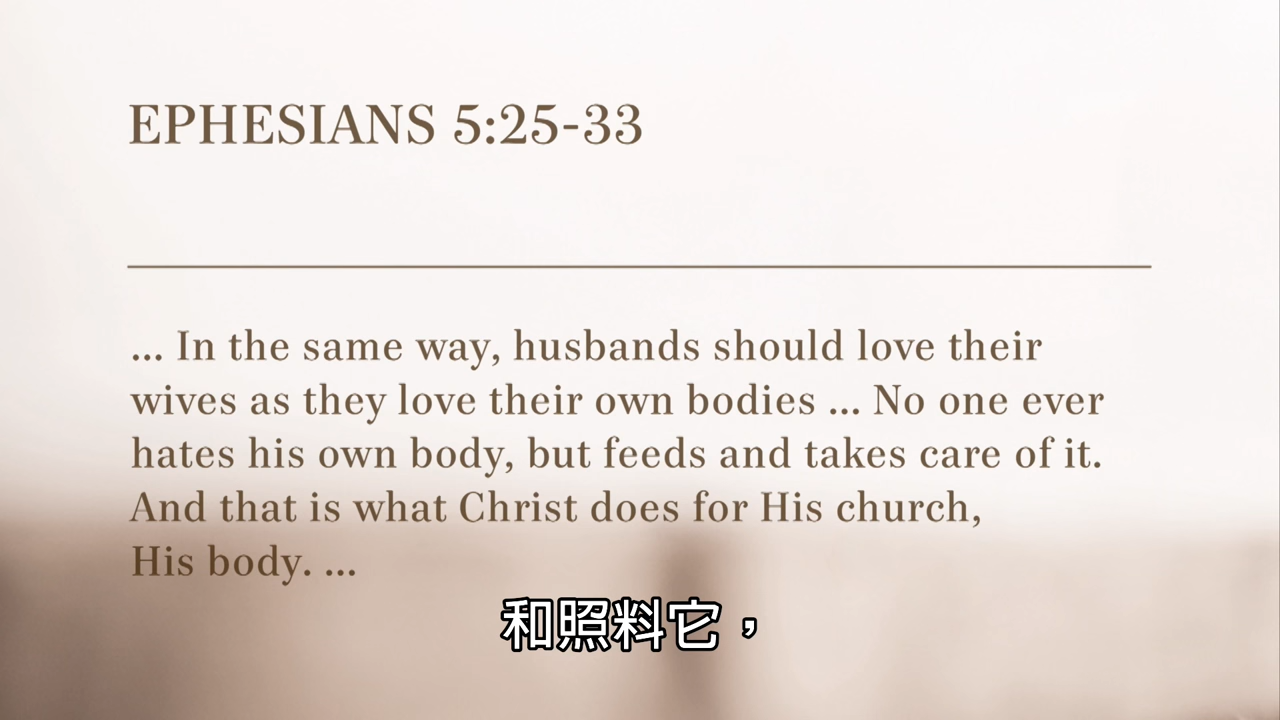 EPHESIANS 5:25-33
... In the same way, husbands should love their
wives as they love their own bodies ... No one ever
hates his own body, but feeds and takes care of it.
And that is what Christ does for His church,
His body. ...
和照料它，